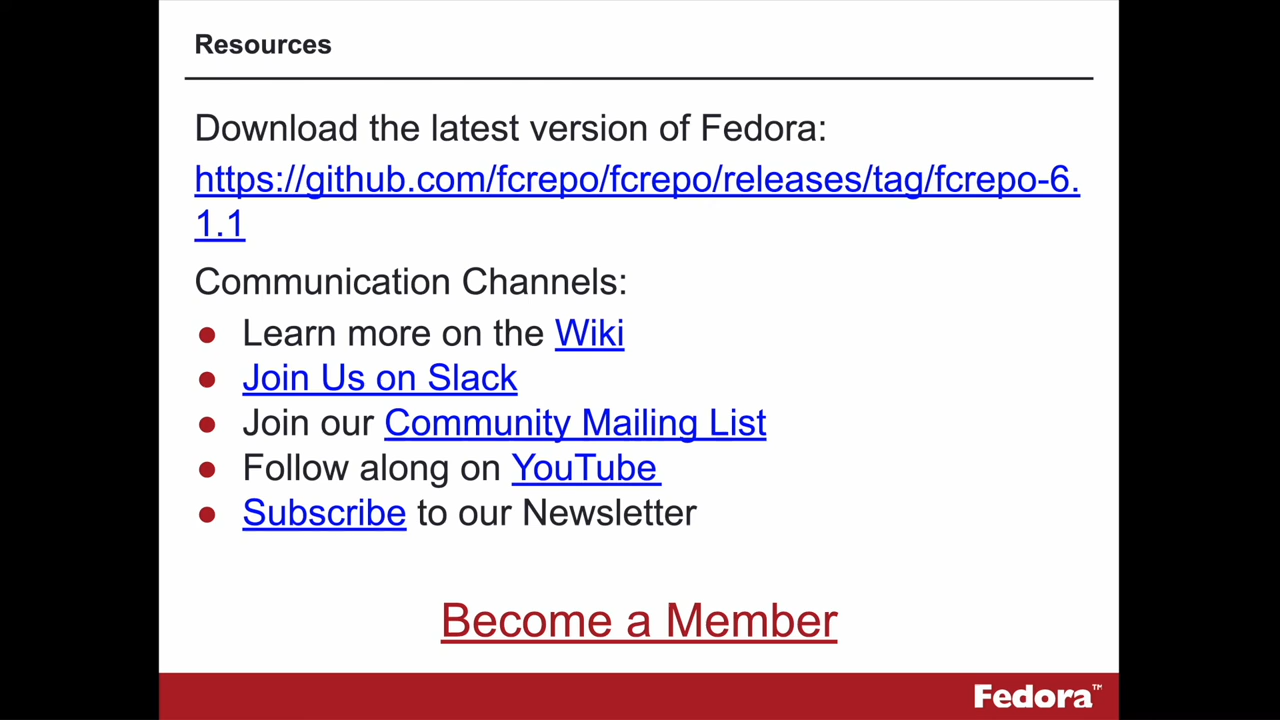 Resources
Download the latest version of Fedora:
https://github.com/fcrepo/fcrepo/releases/tag/fcrepo-6.
1.1
Communication Channels:
● Learn more on the Wiki
● Join Us on Slack
● Join our Community Mailing List
● Follow along on YouTube
● Subscribe to our Newsletter
Become a Member
Fedora™